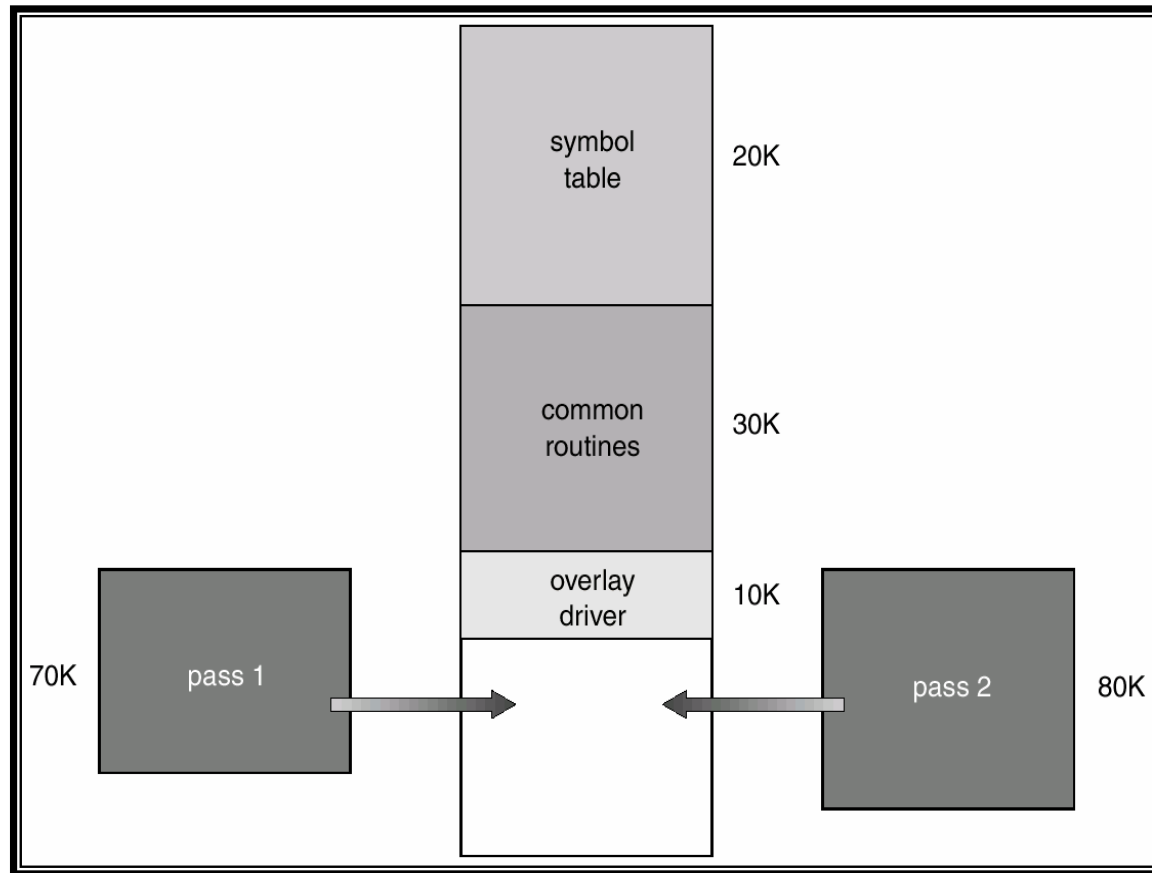 symbol
table
20K
common
routines
30K
overlay
driver
10K
70K
pass 1
pass 2
80K